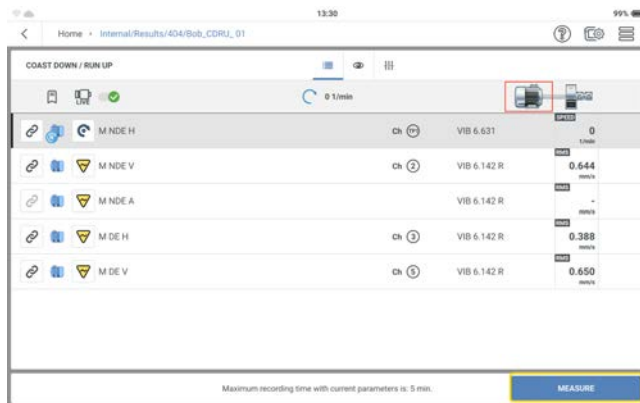 13:30
99%
Home › Internal/Results/404/Bob_CDRU_ 01
COAST DOWN / RUN UP
LIVE
0 1/min
M NDE H Ch VIB 6.631 SPEED 0 1/min
M NDE V Ch 2 VIB 6.142 R RMS 0.644 mm/s
M NDE A VIB 6.142 R RMS - mm/s
M DE H Ch 3 VIB 6.142 R RMS 0.388 mm/s
M DE V Ch 5 VIB 6.142 R RMS 0.650 mm/s
Maximum recording time with current parameters is: 5 min.
MEASURE